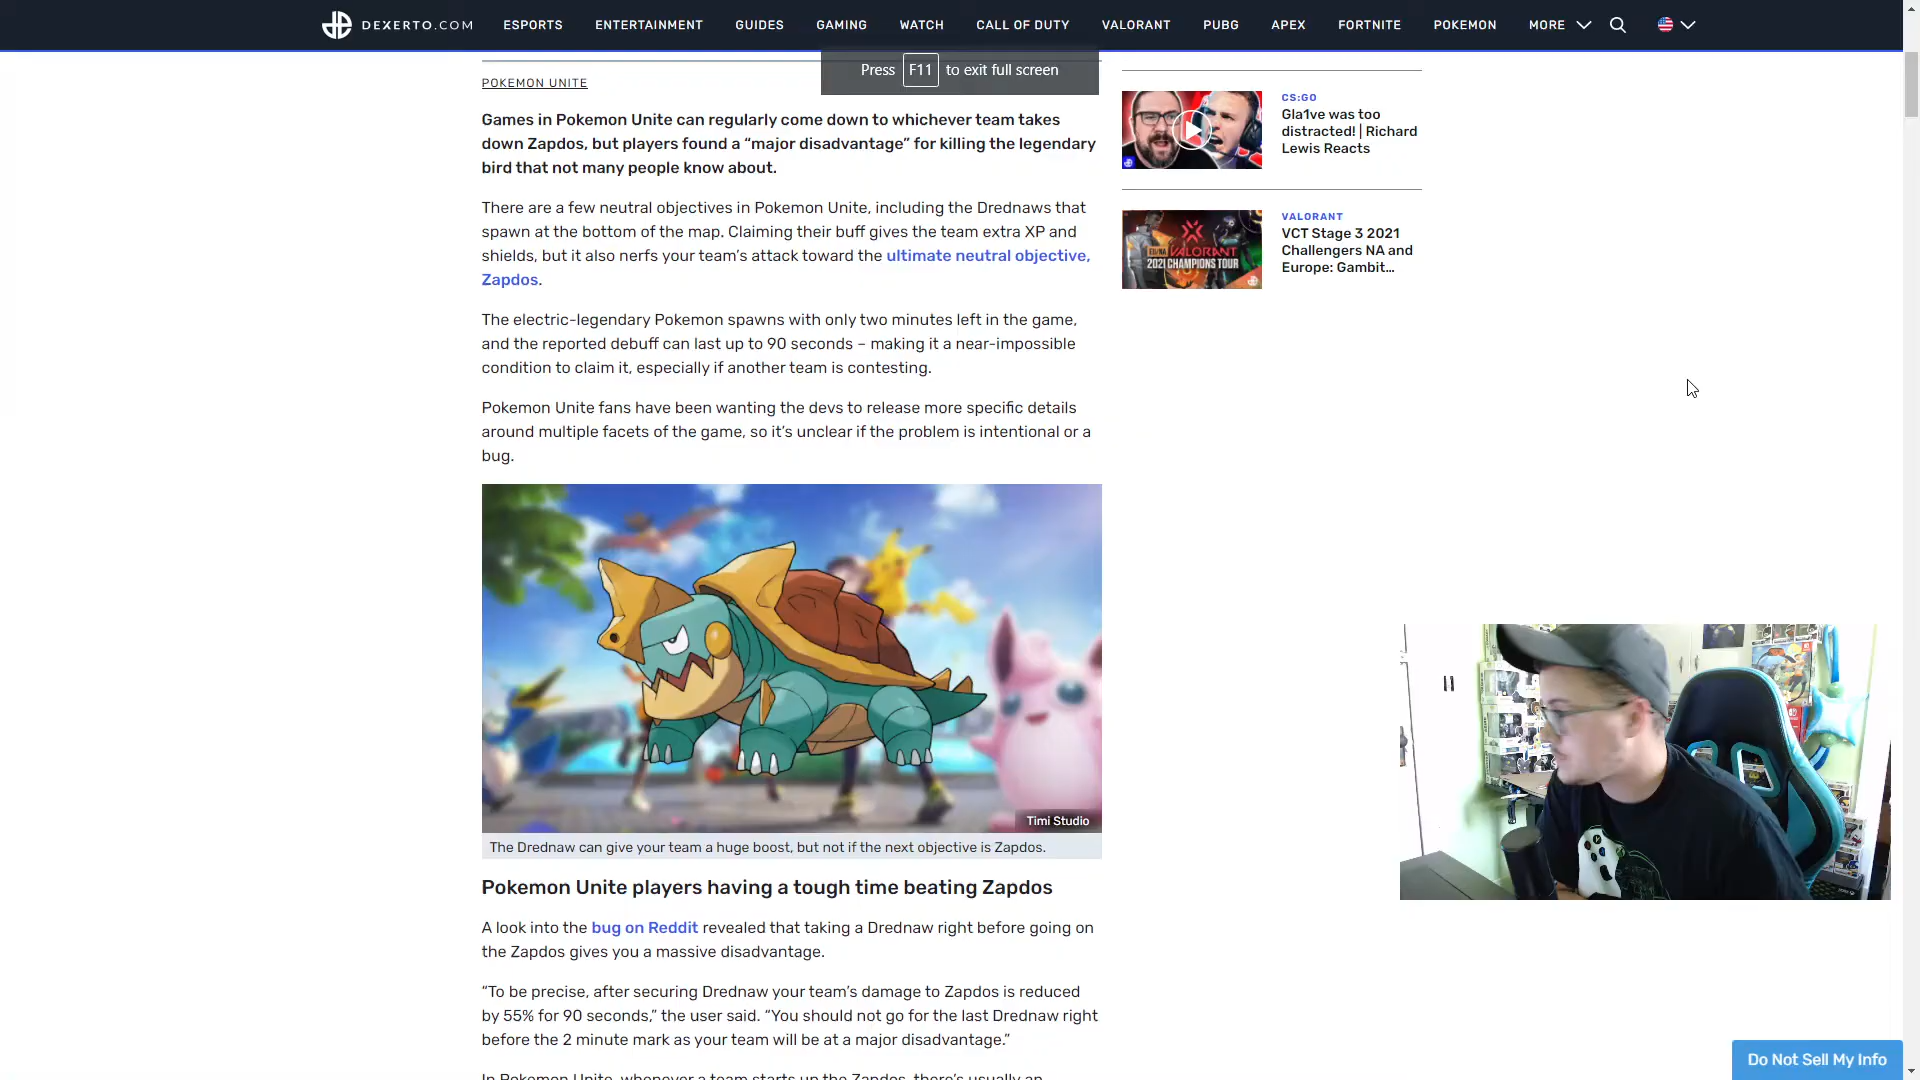 DEXERTO.COM ESPORTS ENTERTAINMENT GUIDES GAMING WATCH CALL OF DUTY VALORANT PUBG APEX FORTNITE POKEMON MORE
Press F11 to exit full screen
POKEMON UNITE
Games in Pokemon Unite can regularly come down to whichever team takes
down Zapdos, but players found a “major disadvantage” for killing the legendary
bird that not many people know about.
There are a few neutral objectives in Pokemon Unite, including the Drednaws that
spawn at the bottom of the map. Claiming their buff gives the team extra XP and
shields, but it also nerfs your team’s attack toward the ultimate neutral objective,
Zapdos.
The electric-legendary Pokemon spawns with only two minutes left in the game,
and the reported debuff can last up to 90 seconds – making it a near-impossible
condition to claim it, especially if another team is contesting.
Pokemon Unite fans have been wanting the devs to release more specific details
around multiple facets of the game, so it’s unclear if the problem is intentional or a
bug.
Timi Studio
The Drednaw can give your team a huge boost, but not if the next objective is Zapdos.
Pokemon Unite players having a tough time beating Zapdos
A look into the bug on Reddit revealed that taking a Drednaw right before going on
the Zapdos gives you a massive disadvantage.
“To be precise, after securing Drednaw your team’s damage to Zapdos is reduced
by 55% for 90 seconds,” the user said. “You should not go for the last Drednaw right
before the 2 minute mark as your team will be at a major disadvantage.”
In Pokemon Unite, whenever a team starts up the Zapdos, there’s usually an
CS:GO
Gla1ve was too
distracted! | Richard
Lewis Reacts
VALORANT
2021 CHAMPIONS TOUR
VALORANT
VCT Stage 3 2021
Challengers NA and
Europe: Gambit...
Do Not Sell My Info